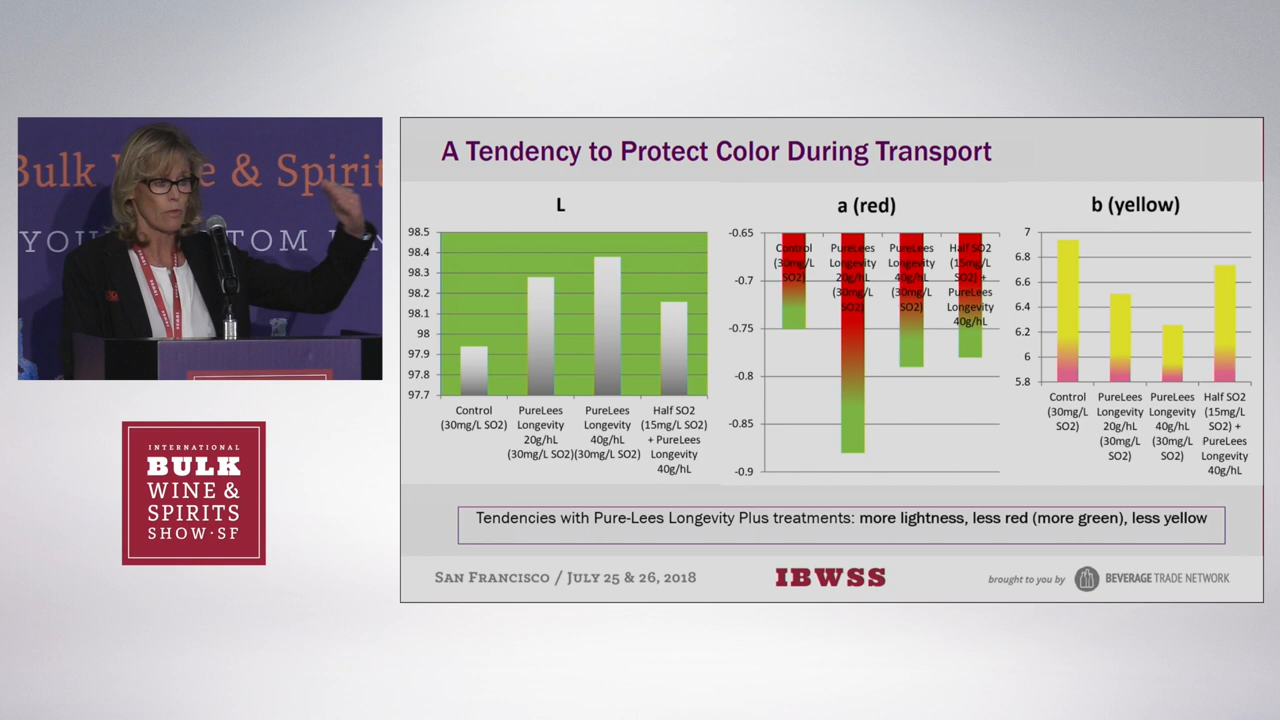 Bulk Wine & Spirit
YOU TOM
IBWSS
INTERNATIONAL
BULK
WINE &
SPIRITS
SHOW·SF
A Tendency to Protect Color During Transport
L
98.5
98.4
98.3
98.2
98.1
98
97.9
97.8
97.7
Control
(30mg/L SO2)
PureLees
Longevity
20g/hL
(30mg/L SO2)
PureLees
Longevity
40g/hL
(30mg/L SO2)
Half SO2
(15mg/L SO2)
+ PureLees
Longevity
40g/hL
a (red)
-0.65
-0.7
-0.75
-0.8
-0.85
-0.9
Control
(30mg/L
SO2)
PureLees
Longevity
20g/hL
(30mg/L
SO2)
PureLees
Longevity
40g/hL
(30mg/L
SO2)
Half SO2
(15mg/L
SO2) +
PureLees
Longevity
40g/hL
b (yellow)
7
6.8
6.6
6.4
6.2
6
5.8
Control
(30mg/L
SO2)
PureLees
Longevity
20g/hL
(30mg/L
SO2)
PureLees
Longevity
40g/hL
(30mg/L
SO2)
Half SO2
(15mg/L
SO2) +
PureLees
Longevity
40g/hL
Tendencies with Pure-Lees Longevity Plus treatments: more lightness, less red (more green), less yellow
SAN FRANCISCO / JULY 25 & 26, 2018
IBWSS
brought to you by BEVERAGE TRADE NETWORK